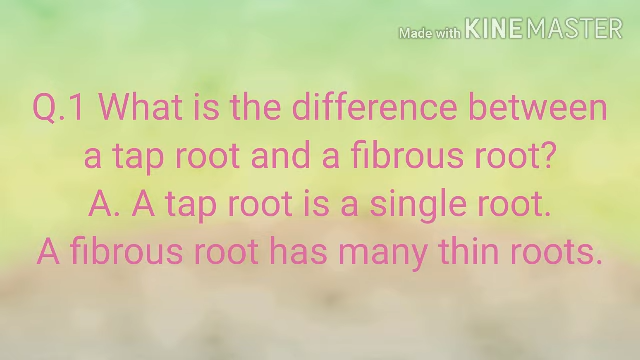 Made with KINEMASTER
Q.1 What is the difference between
a tap root and a fibrous root?
A. A tap root is a single root.
A fibrous root has many thin roots.